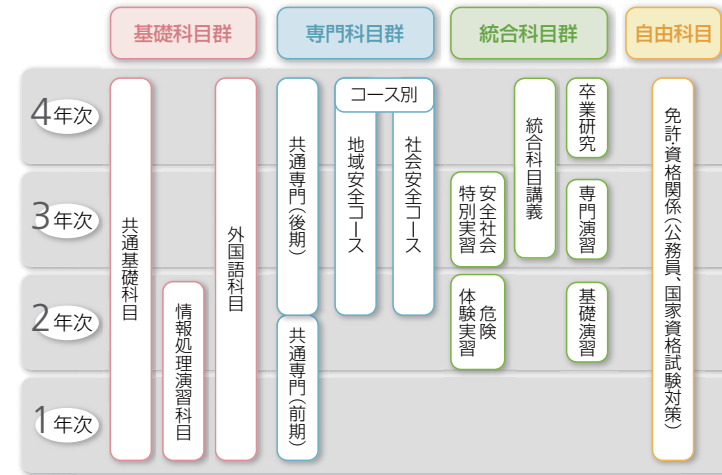 基礎科目群
専門科目群
統合科目群
自由科目
4年次
3年次
2年次
1年次
共通基礎科目
情報処理演習科目
外国語科目
共通専門(後期)
共通専門(前期)
コース別
地域安全コース
社会安全コース
安全社会
特別実習
危険
体験実習
統合科目講義
卒業研究
専門演習
基礎演習
免許・資格関係(公務員、国家資格試験対策)